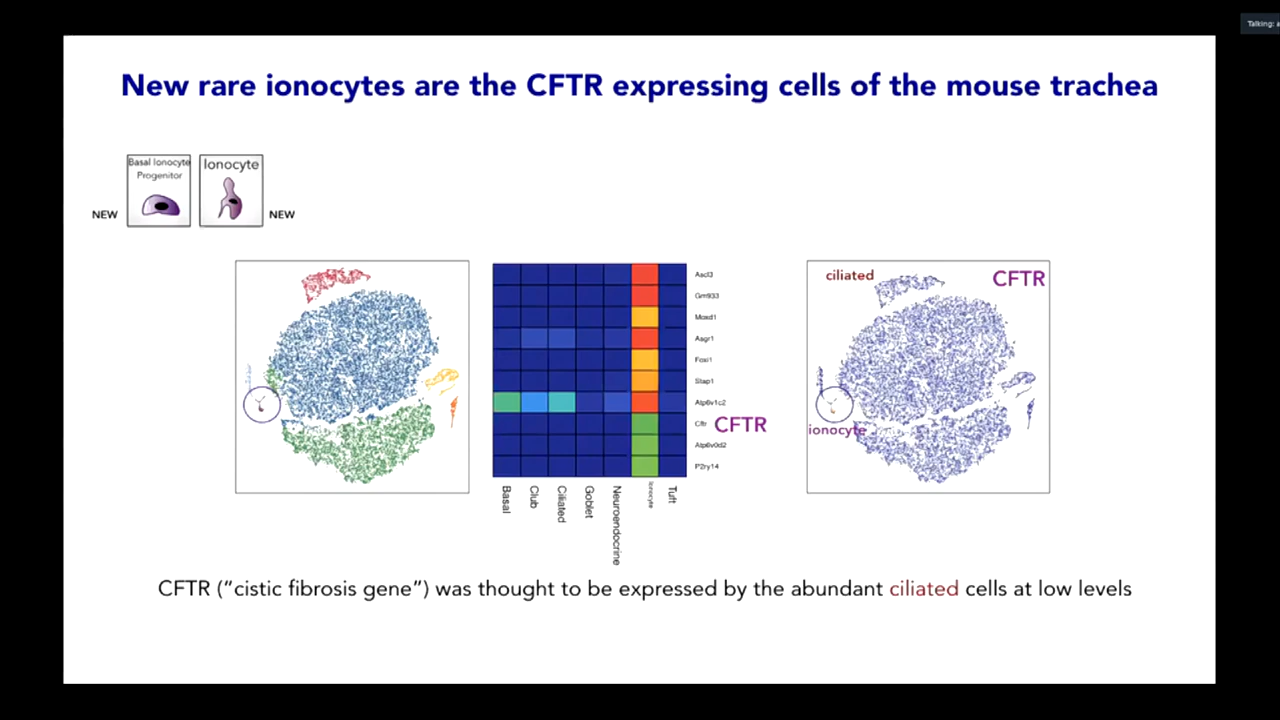 Talking:
New rare ionocytes are the CFTR expressing cells of the mouse trachea
Basal Ionocyte
Progenitor
Ionocyte
NEW
NEW
Ascl3
Gm933
Moxd1
Asgr1
Foxi1
Stap1
Atp6v1c2
Cftr
CFTR
Atp6v0d2
P2ry14
Basal
Club
Ciliated
Goblet
Neuroendocrine
Ionocyte
Tuft
ciliated
CFTR
ionocyte
CFTR (“cistic fibrosis gene”) was thought to be expressed by the abundant ciliated cells at low levels